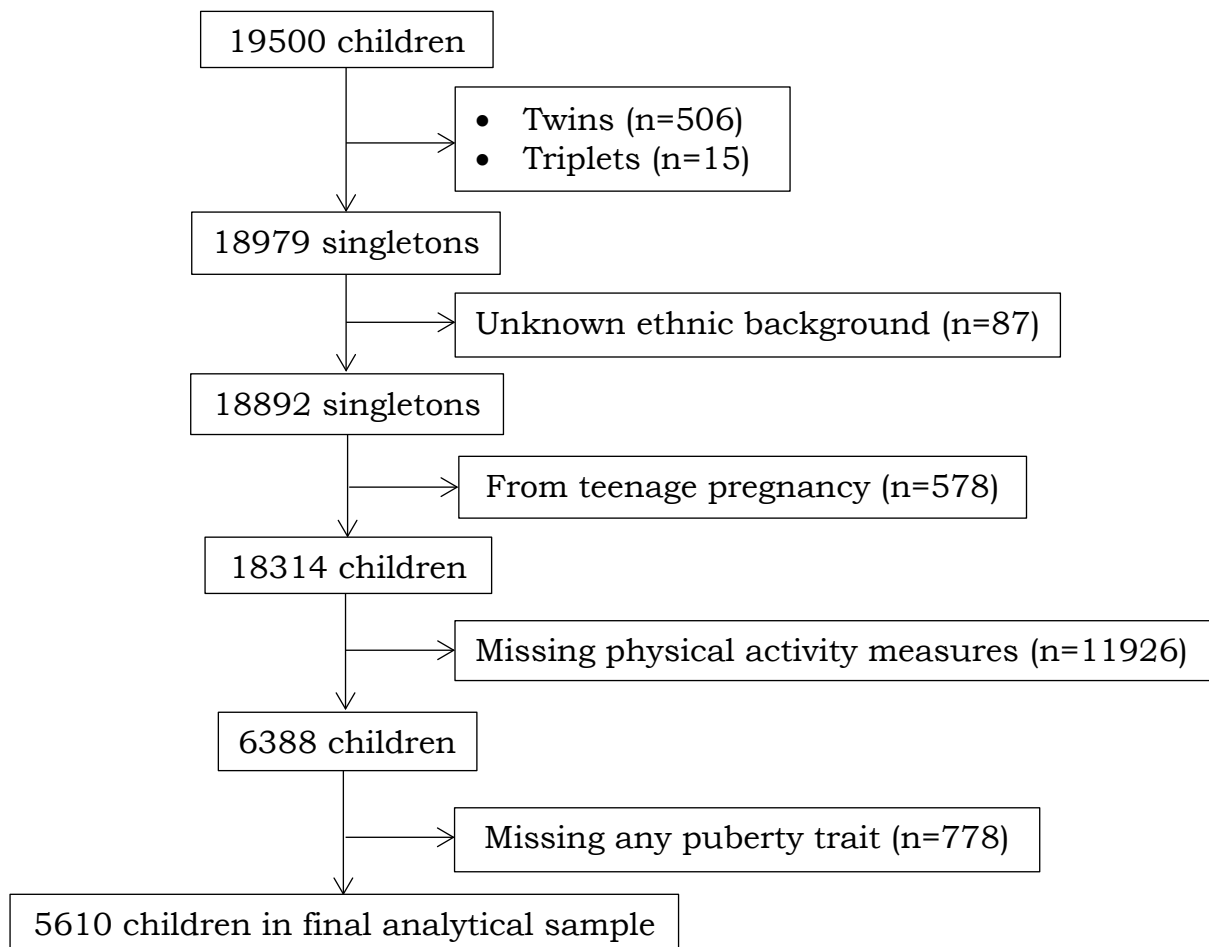 19500 children
• Twins (n=506)
• Triplets (n=15)
18979 singletons
Unknown ethnic background (n=87)
18892 singletons
From teenage pregnancy (n=578)
18314 children
Missing physical activity measures (n=11926)
6388 children
Missing any puberty trait (n=778)
5610 children in final analytical sample